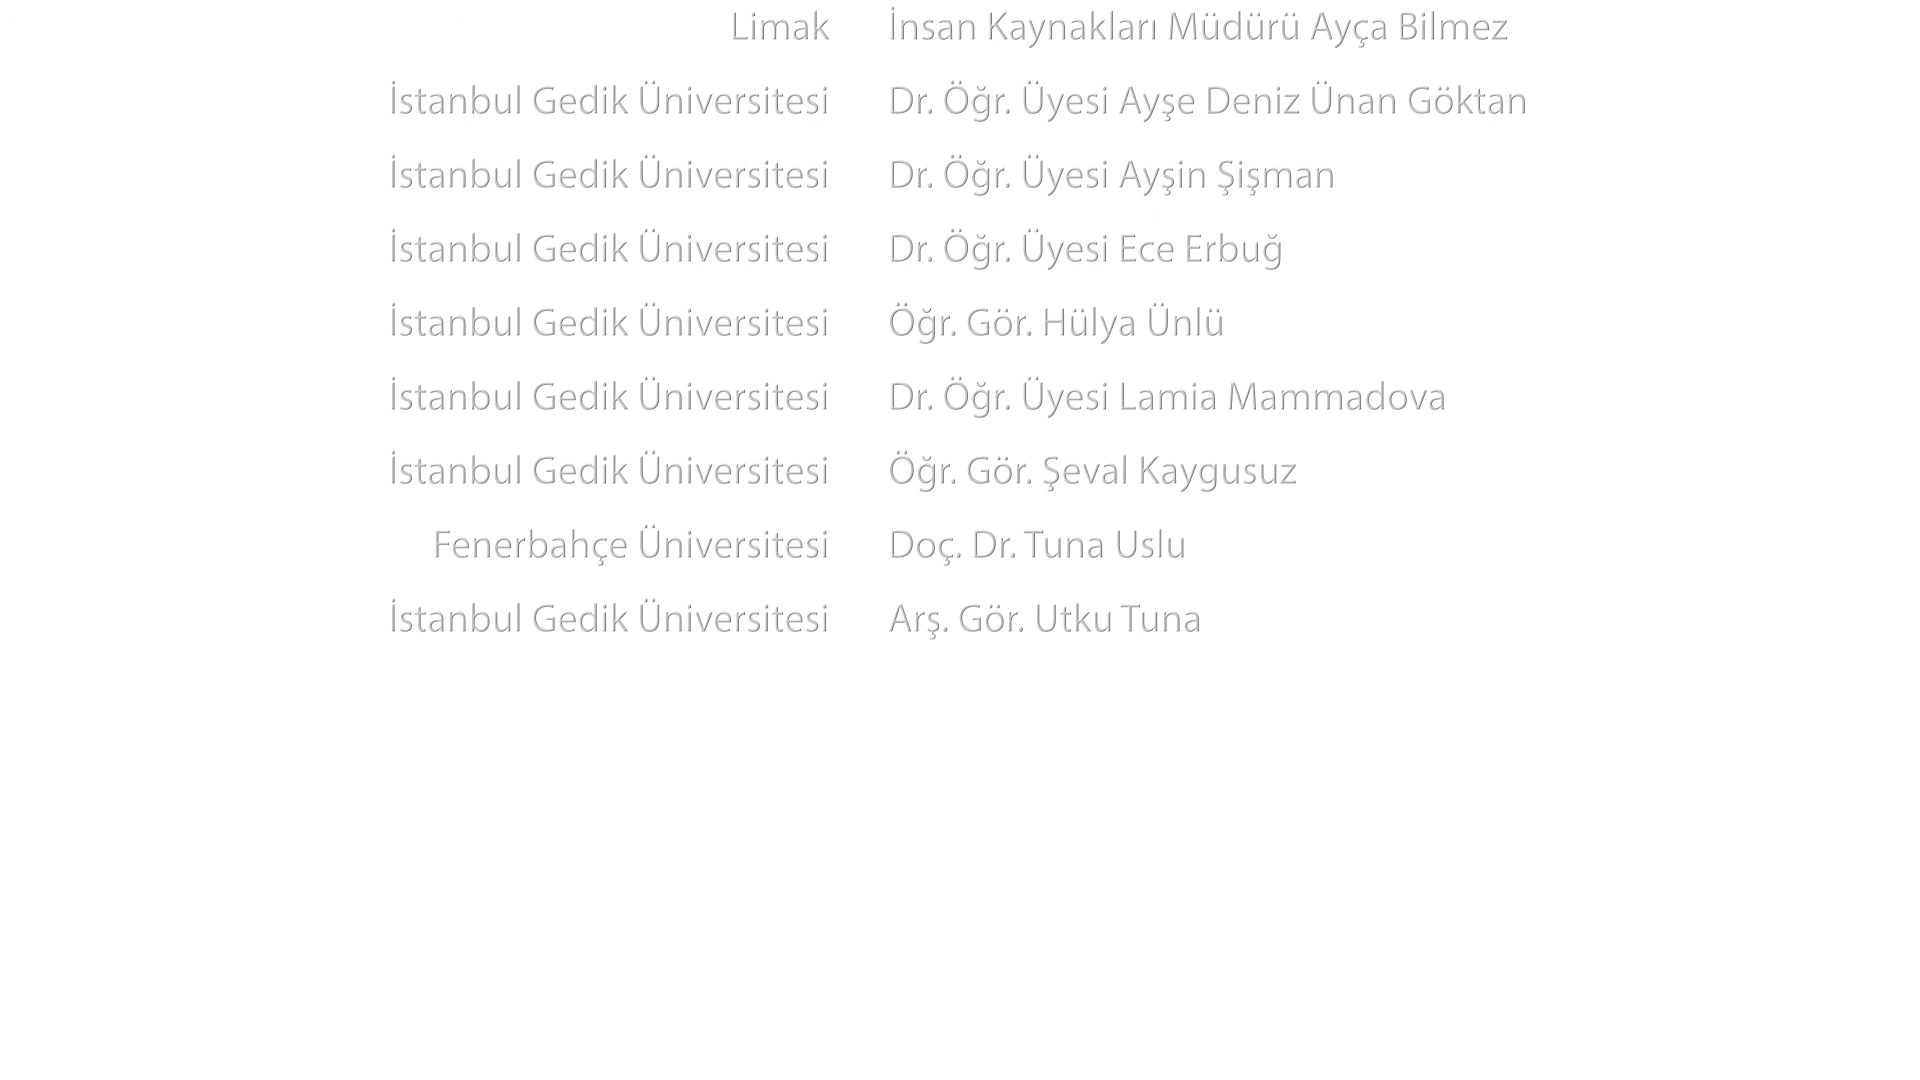 Limak İnsan Kaynakları Müdürü Ayça Bilmez
İstanbul Gedik Üniversitesi Dr. Öğr. Üyesi Ayşe Deniz Ünan Göktan
İstanbul Gedik Üniversitesi Dr. Öğr. Üyesi Ayşin Şişman
İstanbul Gedik Üniversitesi Dr. Öğr. Üyesi Ece Erbuğ
İstanbul Gedik Üniversitesi Öğr. Gör. Hülya Ünlü
İstanbul Gedik Üniversitesi Dr. Öğr. Üyesi Lamia Mammadova
İstanbul Gedik Üniversitesi Öğr. Gör. Şeval Kaygusuz
Fenerbahçe Üniversitesi Doç. Dr. Tuna Uslu
İstanbul Gedik Üniversitesi Arş. Gör. Utku Tuna